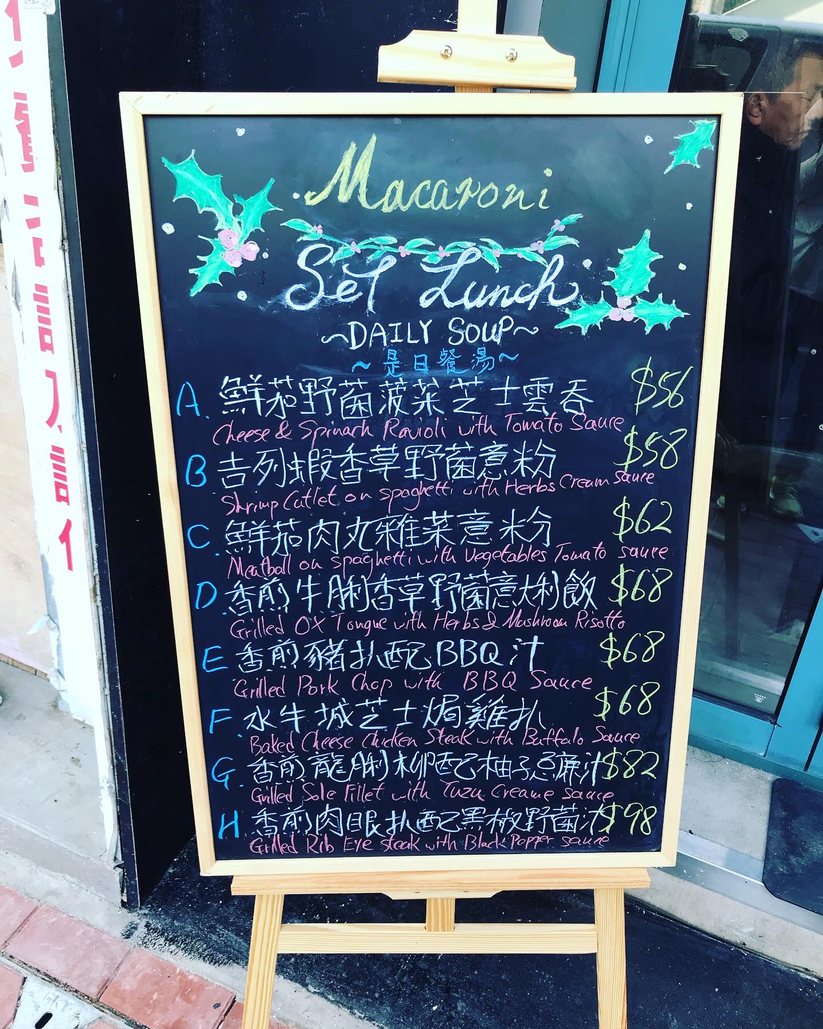 Macaroni
Set Lunch
~DAILY SOUP~
~是日餐湯~
A. 鮮茄野菌菠菜芝士雲吞 $56
Cheese & Spinach Ravioli with Tomato Sauce
B 吉列蝦香草野菌意粉 $58
Shrimp Cutlet on spaghetti with Herbs Cream sauce
C. 鮮茄肉丸雜菜意粉 $62
Meatball on spaghetti with Vegetables Tomato sauce
D 香煎牛脷香草野菌意大利飯 $68
Grilled OX Tongue with Herbs & Mushroom Risotto
E 香煎豬扒配BBQ汁 $68
Grilled Pork Chop with BBQ Sauce
F. 水牛城芝士焗雞扒 $68
Baked Cheese Chicken Steak with Buffalo Sauce
G. 香煎龍脷柳配柚子忌廉汁 $82
Grilled Sole Fillet with Yuzu Creame sauce
H. 香煎肉眼扒配黑椒野菌汁 $98
Grilled Rib Eye steak with Black Pepper sauce